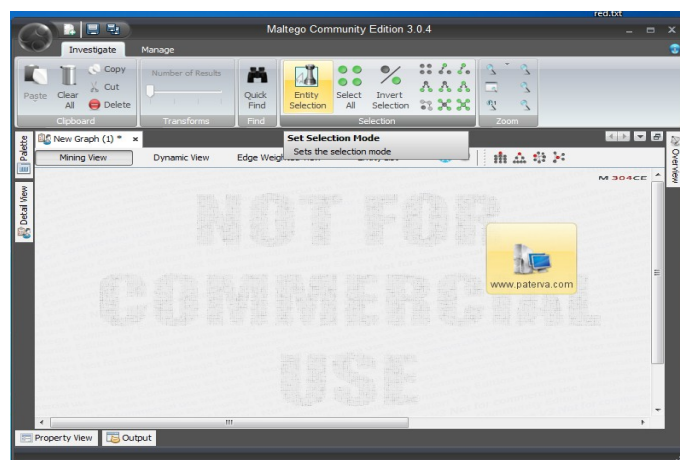 red.txt
Maltego Community Edition 3.0.4
Investigate
Manage
Paste
Clear All
Copy
Cut
Delete
Number of Results
Quick Find
Entity Selection
Select All
Invert Selection
Clipboard
Transforms
Find
Selection
Zoom
Set Selection Mode
Sets the selection mode
New Graph (1) *
Palette
Detail View
Overview
Mining View
Dynamic View
M 304CE
NOT FOR
COMMERCIAL
USE
www.paterva.com
Property View
Output